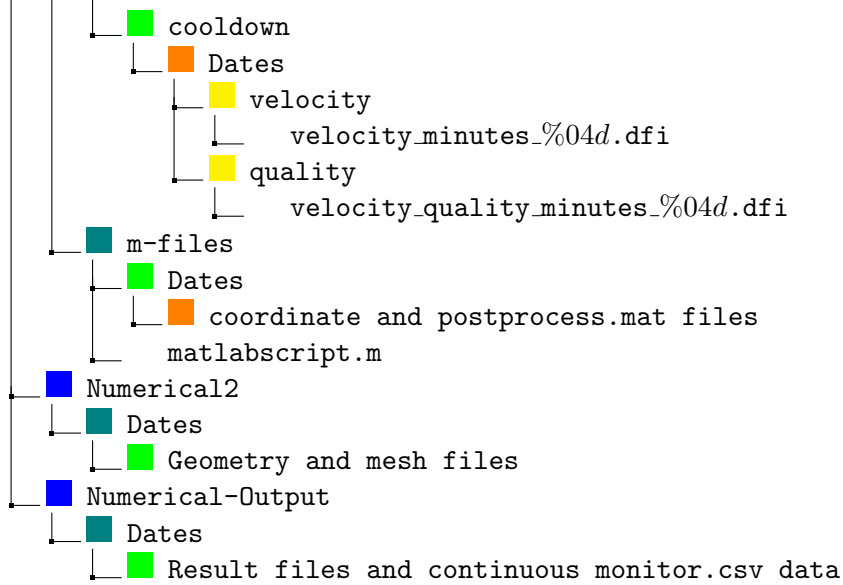 cooldown
Dates
velocity
velocity_minutes_%04d.dfi
quality
velocity_quality_minutes_%04d.dfi
m-files
Dates
coordinate and postprocess.mat files
matlabscript.m
Numerical2
Dates
Geometry and mesh files
Numerical-Output
Dates
Result files and continuous monitor.csv data